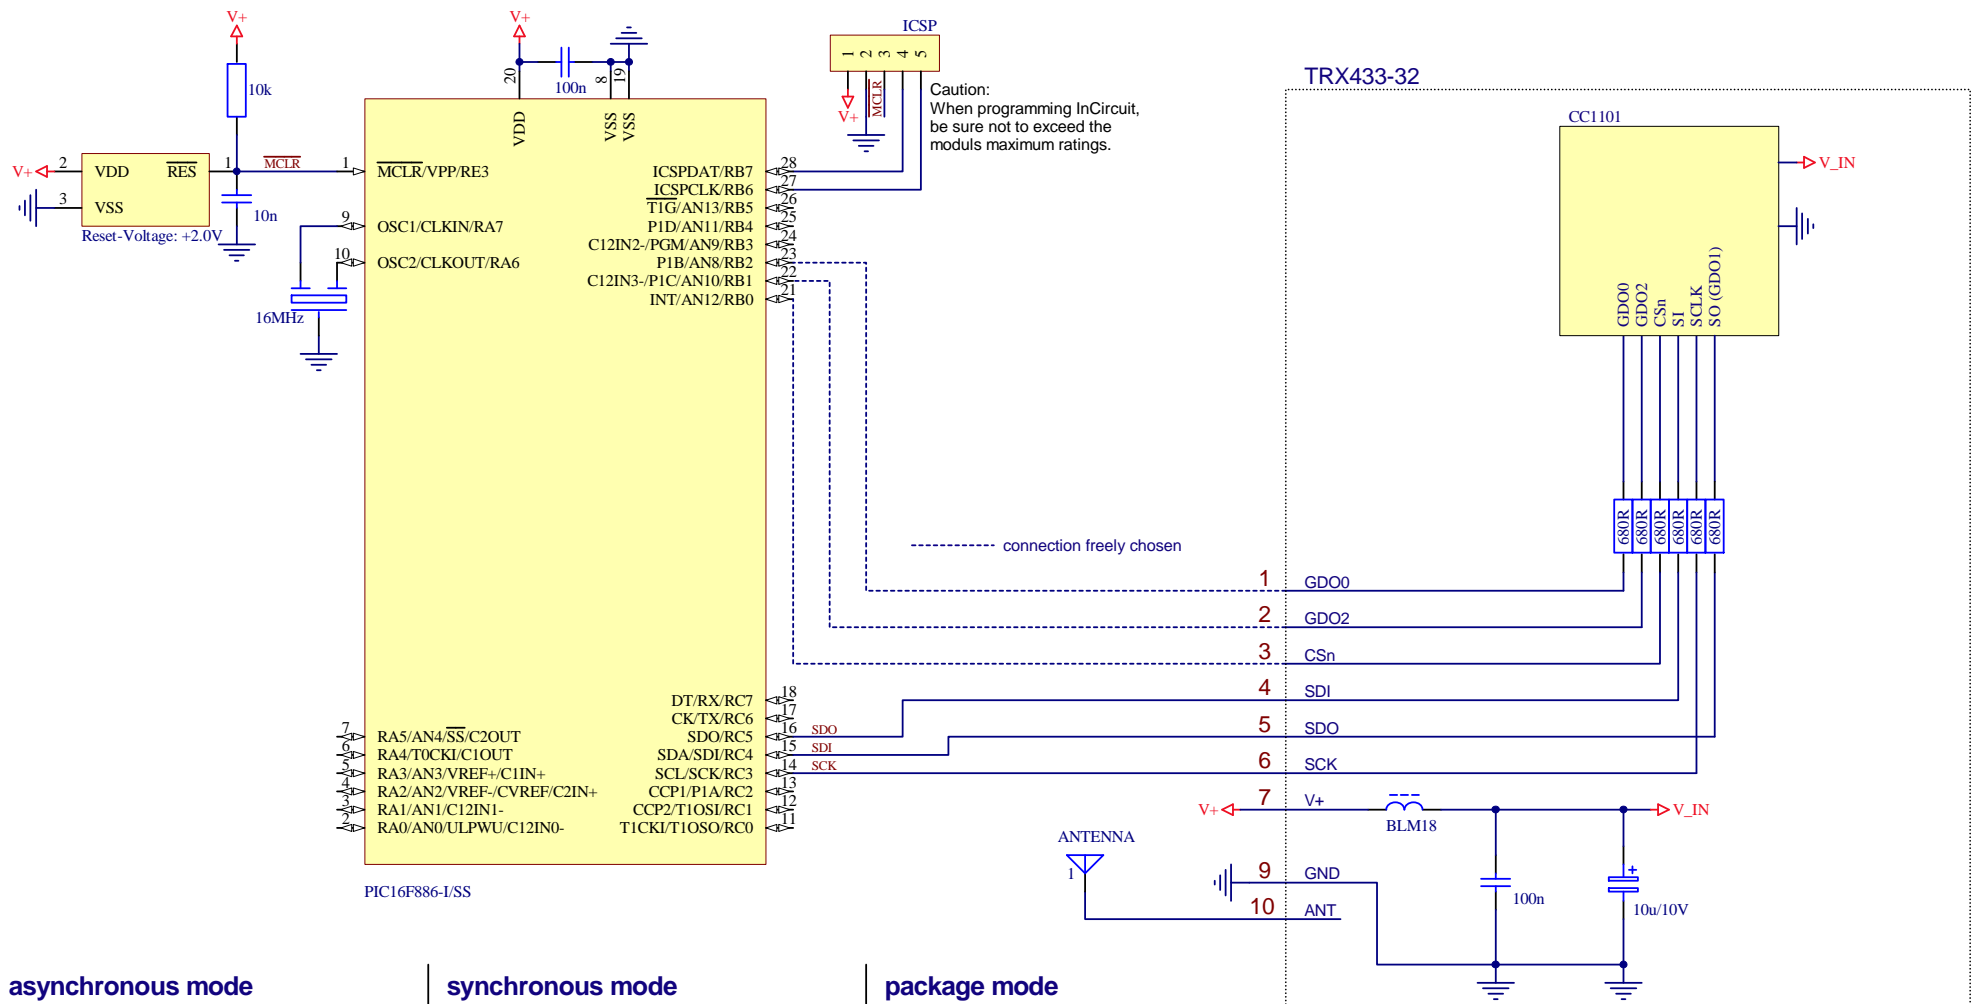 V+
10k
2
VDD
RES
1
MCLR
V+
3
VSS
10n
Reset-Voltage: +2.0V
V+
20
100n
8
19
VDD
VSS
VSS
1
MCLR/VPP/RE3
9
OSC1/CLKIN/RA7
10
OSC2/CLKOUT/RA6
16MHz
ICSPDAT/RB7
28
ICSPCLK/RB6
27
T1G/AN13/RB5
26
P1D/AN11/RB4
25
C12IN2-/PGM/AN9/RB3
24
P1B/AN8/RB2
23
C12IN3-/P1C/AN10/RB1
22
INT/AN12/RB0
21
DT/RX/RC7
18
CK/TX/RC6
17
SDO/RC5
16
SDO
SDA/SDI/RC4
15
SDI
SCL/SCK/RC3
14
SCK
CCP1/P1A/RC2
13
CCP2/T1OSI/RC1
12
T1CKI/T1OSO/RC0
11
7
RA5/AN4/SS/C2OUT
6
RA4/T0CKI/C1OUT
5
RA3/AN3/VREF+/C1IN+
4
RA2/AN2/VREF-/CVREF/C2IN+
3
RA1/AN1/C12IN1-
2
RA0/AN0/ULPWU/C12IN0-
PIC16F886-I/SS
ICSP
1
2
3
4
5
V+
MCLR
Caution:
When programming InCircuit,
be sure not to exceed the
moduls maximum ratings.
connection freely chosen
TRX433-32
CC1101
V_IN
GDO0
GDO2
CSn
SI
SCLK
SO (GDO1)
680R
680R
680R
680R
680R
680R
1
GDO0
2
GDO2
3
CSn
4
SDI
5
SDO
6
SCK
V+
7
V+
BLM18
V_IN
ANTENNA
1
9
GND
10
ANT
100n
+
10u/10V
asynchronous mode
synchronous mode
package mode